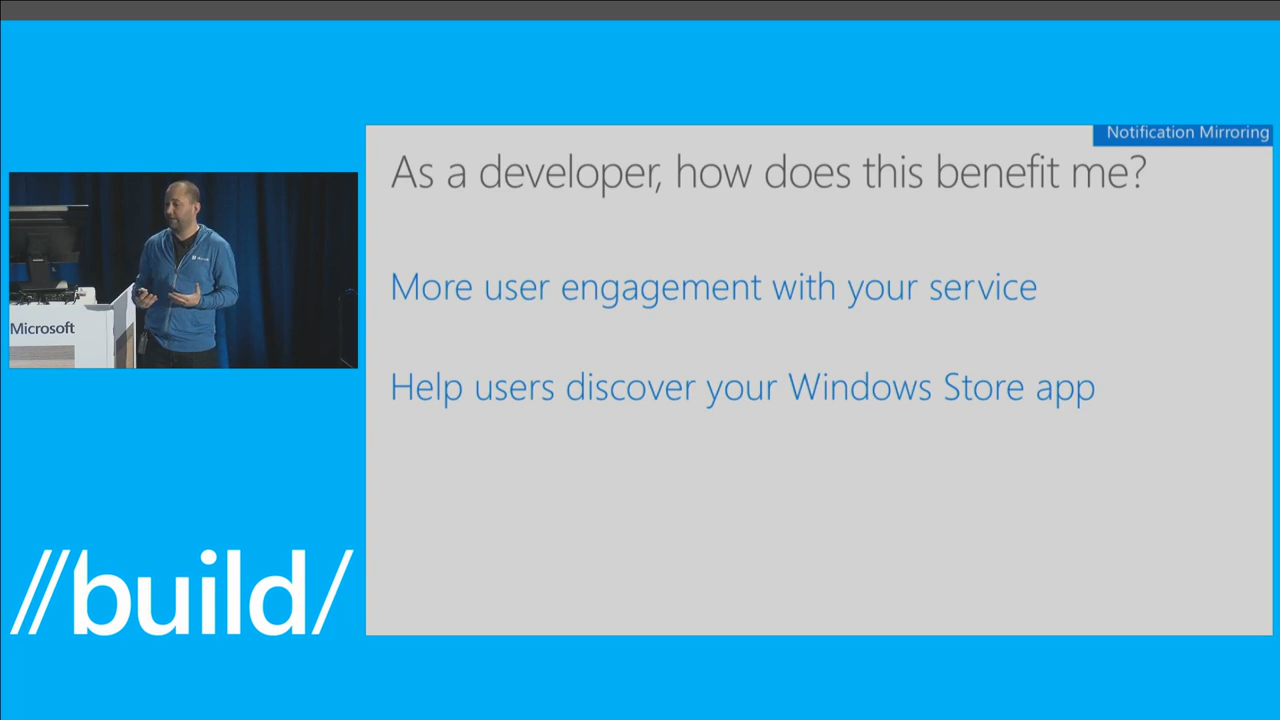 Notification Mirroring
As a developer, how does this benefit me?
More user engagement with your service
Help users discover your Windows Store app
Microsoft
//build/